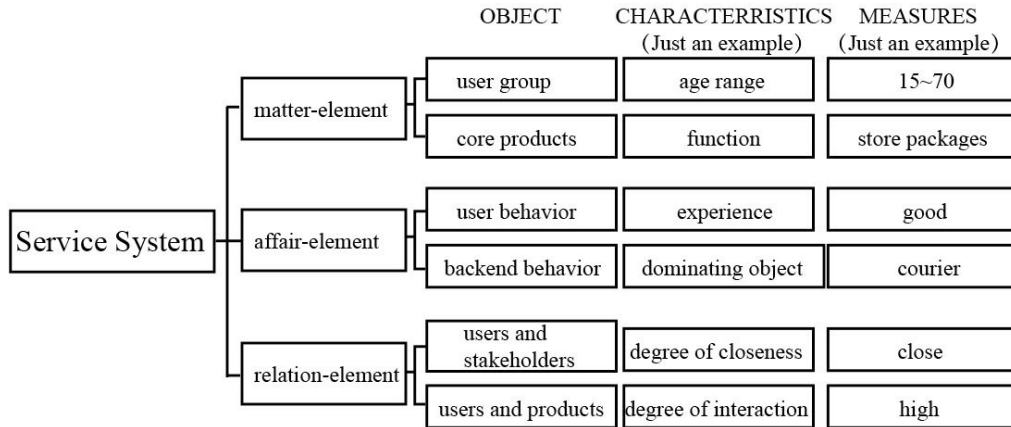 OBJECT CHARACTERRISTICS MEASURES
(Just an example) (Just an example)
user group age range 15~70
matter-element
core products function store packages
user behavior experience good
Service System affair-element
backend behavior dominating object courier
users and
stakeholders degree of closeness close
relation-element
users and products degree of interaction high